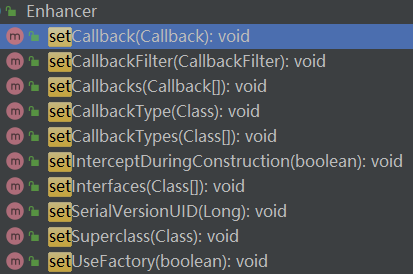 Enhancer
setCallback(Callback): void
setCallbackFilter(CallbackFilter): void
setCallbacks(Callback[]): void
setCallbackType(Class): void
setCallbackTypes(Class[]): void
setInterceptDuringConstruction(boolean): void
setInterfaces(Class[]): void
setSerialVersionUID(Long): void
setSuperclass(Class): void
setUseFactory(boolean): void